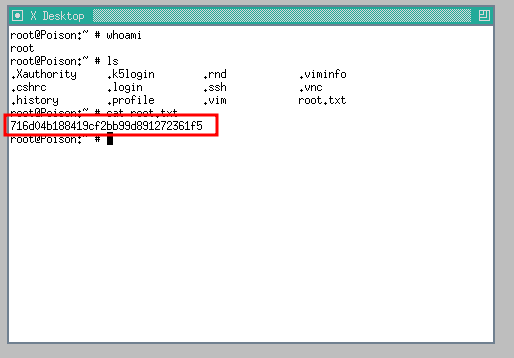 X Desktop
root@Poison:~ # whoami
root
root@Poison:~ # ls
.Xauthority .k5login .rnd .viminfo
.cshrc .login .ssh .vnc
.history .profile .vim root.txt
root@Poison:~ # cat root.txt
716d04b188419cf2bb99d891272361f5
root@Poison:~ #